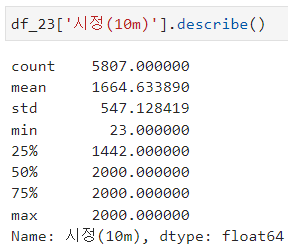 df_23['시정(10m)'].describe()
count 5807.000000
mean 1664.633890
std 547.128419
min 23.000000
25% 1442.000000
50% 2000.000000
75% 2000.000000
max 2000.000000
Name: 시정(10m), dtype: float64